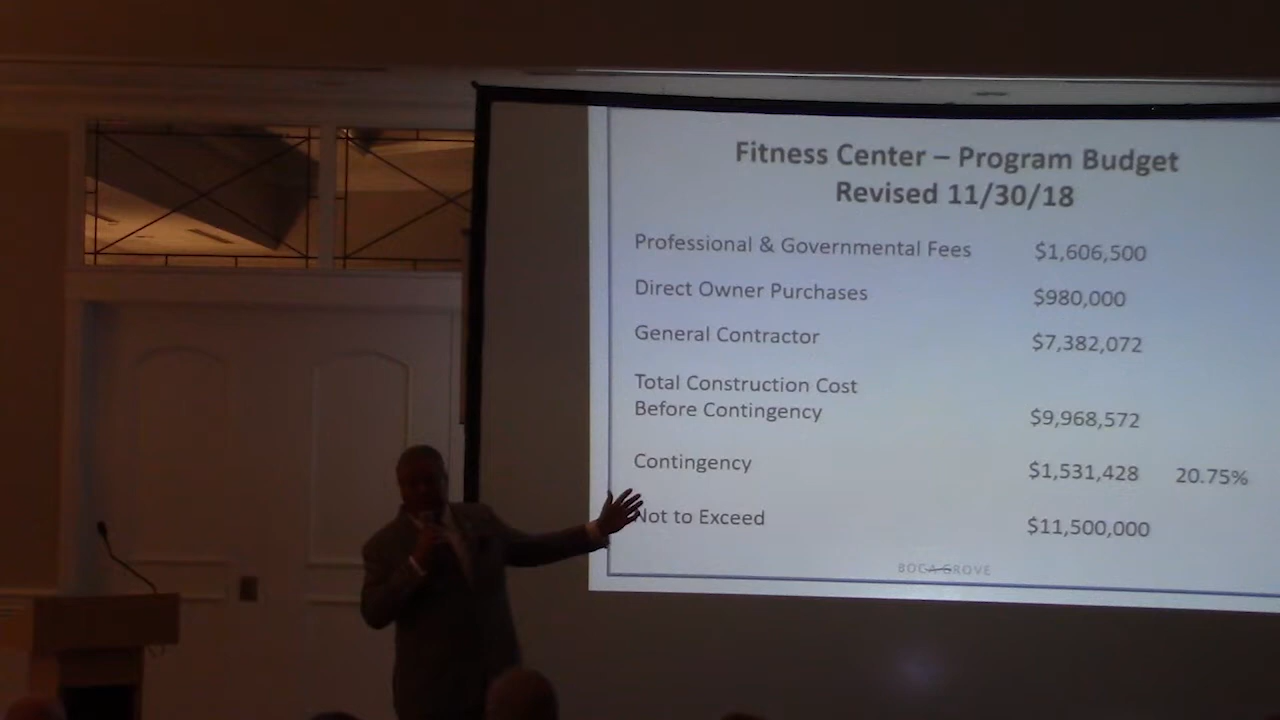 Fitness Center – Program Budget
Revised 11/30/18
Professional & Governmental Fees $1,606,500
Direct Owner Purchases $980,000
General Contractor $7,382,072
Total Construction Cost
Before Contingency $9,968,572
Contingency $1,531,428 20.75%
Not to Exceed $11,500,000
BOCA GROVE